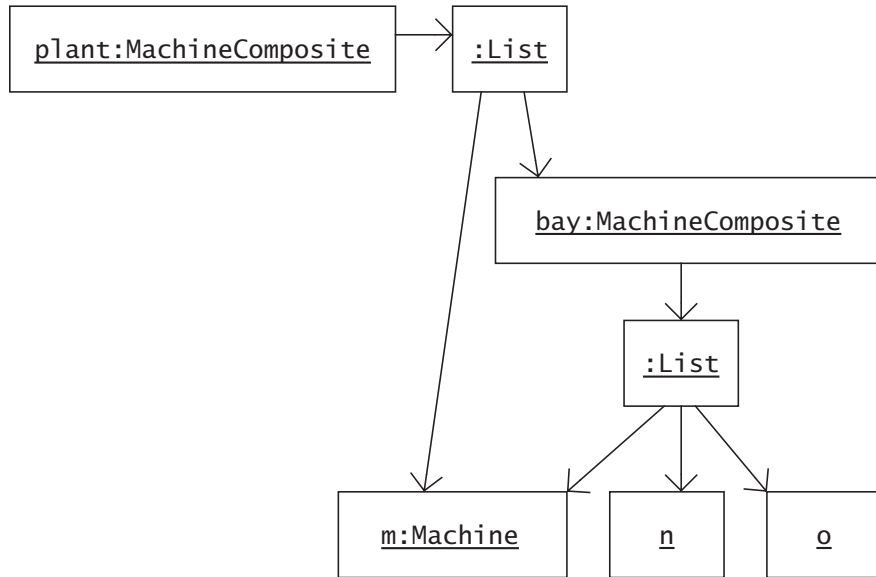 plant:MachineComposite
:List
bay:MachineComposite
:List
m:Machine
n
o